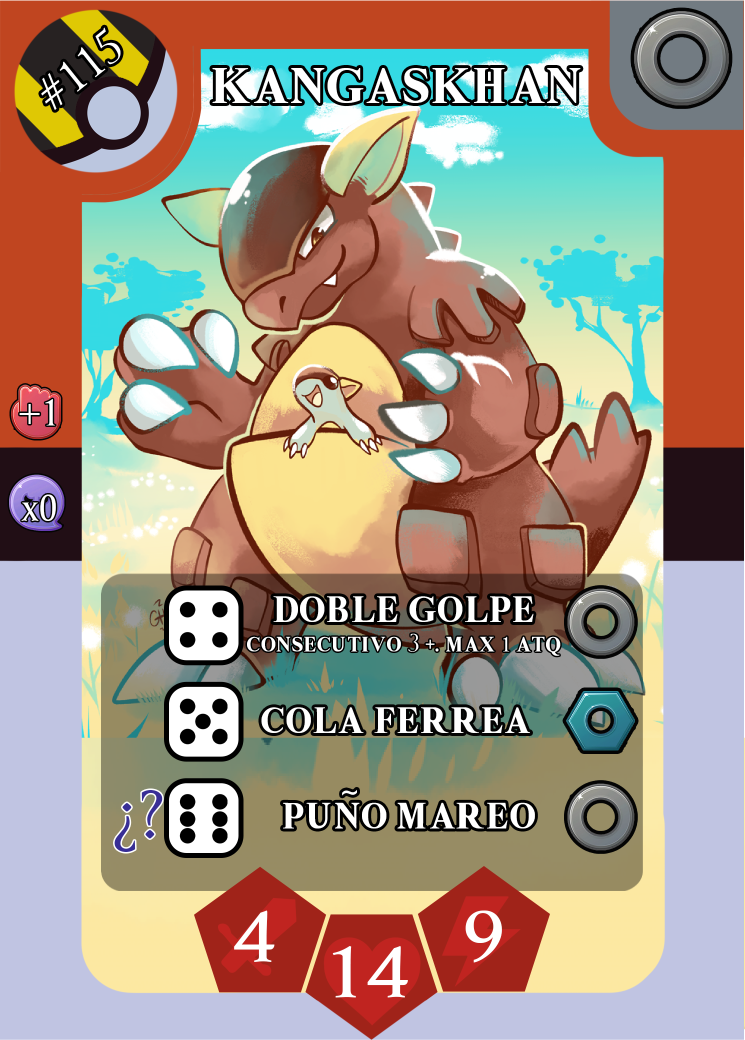 #115
KANGASKHAN
+1
x0
DOBLE GOLPE
CONSECUTIVO 3+. MAX 1 ATQ
COLA FERREA
¿?
PUÑO MAREO
4
14
9